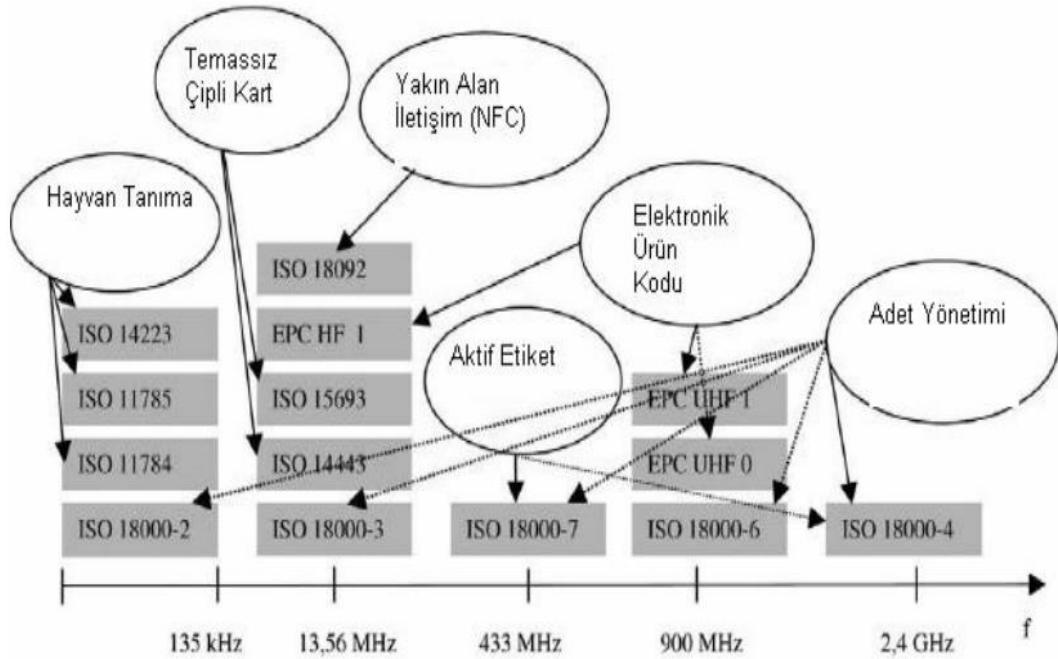 Temassız
Çipli Kart
Yakın Alan
İletişim (NFC)
Hayvan Tanıma
Elektronik
Ürün
Kodu
Adet Yönetimi
Aktif Etiket
ISO 18092
ISO 14223
EPC HF 1
ISO 11785
ISO 15693
EPC UHF 1
ISO 11784
ISO 14443
EPC UHF 0
ISO 18000-2
ISO 18000-3
ISO 18000-7
ISO 18000-6
ISO 18000-4
135 kHz
13,56 MHz
433 MHz
900 MHz
2,4 GHz
f